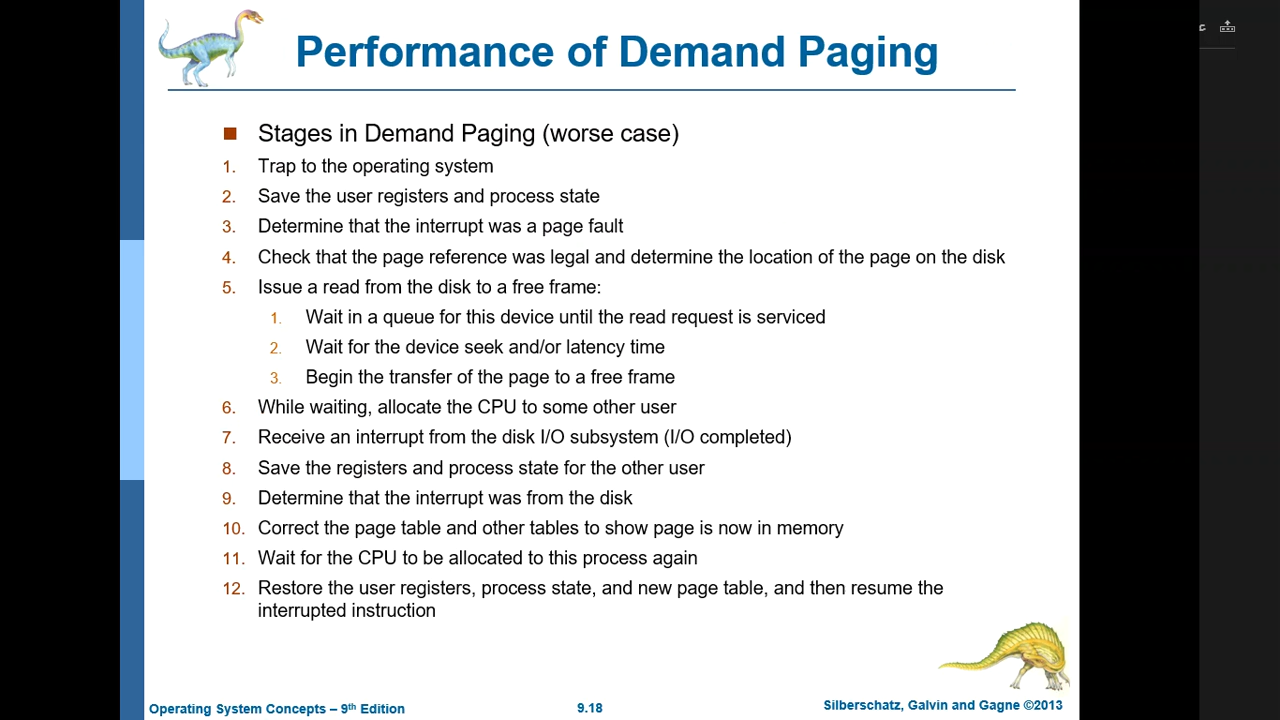 Performance of Demand Paging
Stages in Demand Paging (worse case)
1. Trap to the operating system
2. Save the user registers and process state
3. Determine that the interrupt was a page fault
4. Check that the page reference was legal and determine the location of the page on the disk
5. Issue a read from the disk to a free frame:
1. Wait in a queue for this device until the read request is serviced
2. Wait for the device seek and/or latency time
3. Begin the transfer of the page to a free frame
6. While waiting, allocate the CPU to some other user
7. Receive an interrupt from the disk I/O subsystem (I/O completed)
8. Save the registers and process state for the other user
9. Determine that the interrupt was from the disk
10. Correct the page table and other tables to show page is now in memory
11. Wait for the CPU to be allocated to this process again
12. Restore the user registers, process state, and new page table, and then resume the
interrupted instruction
Operating System Concepts – 9th Edition
9.18
Silberschatz, Galvin and Gagne ©2013